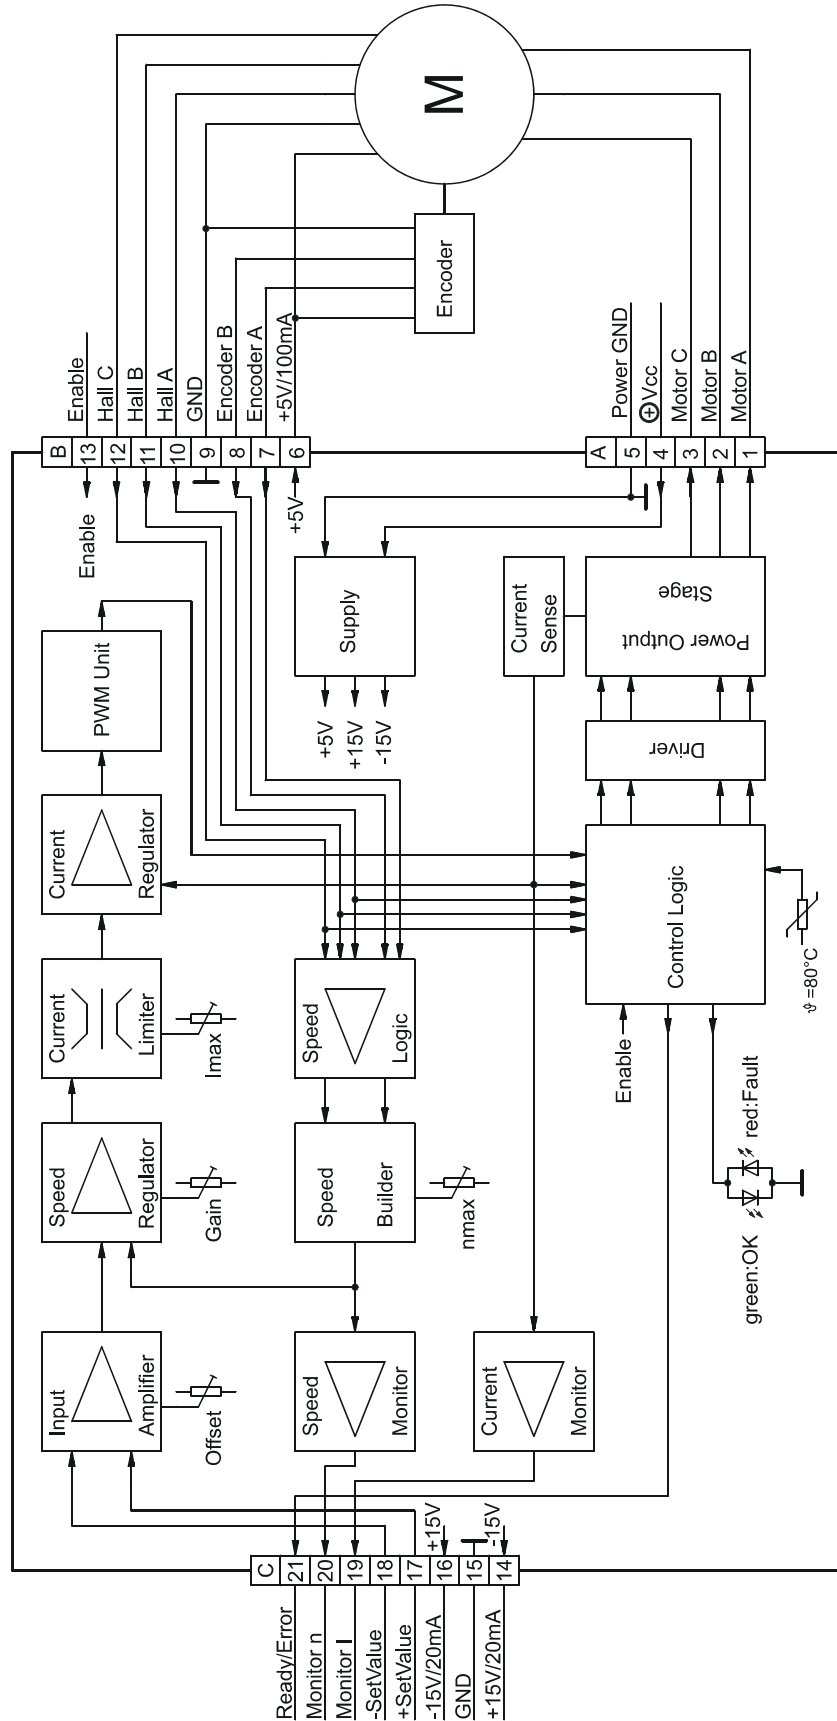 Ready/Error
Monitor n
Monitor I
-SetValue
+SetValue
-15V/20mA
GND
+15V/20mA
C
21
20
19
18
17
16
15
14
+15V
-15V
Input
Amplifier
Offset
Speed
Regulator
Gain
Current
Limiter
Imax
Current
Regulator
PWM Unit
Speed
Monitor
Speed
Builder
nmax
Speed
Logic
Current
Monitor
+5V
+15V
-15V
Supply
Current
Sense
green:OK
red:Fault
Enable
Control Logic
ϑ =80°C
Driver
Power Output
Stage
Enable
+5V
B
13
12
11
10
9
8
7
6
Enable
Hall C
Hall B
Hall A
GND
Encoder B
Encoder A
+5V/100mA
A
5
4
3
2
1
Power GND
+Vcc
Motor C
Motor B
Motor A
Encoder
M